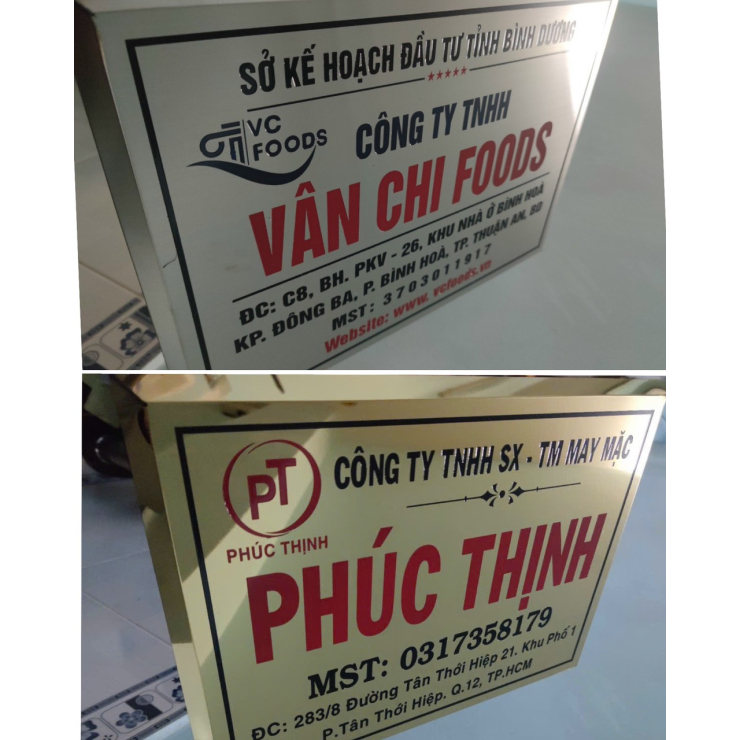 SỞ KẾ HOẠCH ĐẦU TƯ TỈNH BÌNH DƯƠNG
VC
FOODS
CÔNG TY TNHH
VÂN CHI FOODS
ĐC: C8, BH. PKV - 26, KHU NHÀ Ở BÌNH HOÀ
KP. ĐÔNG BA, P. BÌNH HOÀ, TP. THUẬN AN. BD
MST: 3703011917
Website: www.vcfoods.vn
PT
PHÚC THỊNH
CÔNG TY TNHH SX - TM MAY MẶC
PHÚC THỊNH
MST: 0317358179
ĐC: 283/8 Đường Tân Thới Hiệp 21. Khu Phố 1
P.Tân Thới Hiệp. Q.12, TP.HCM